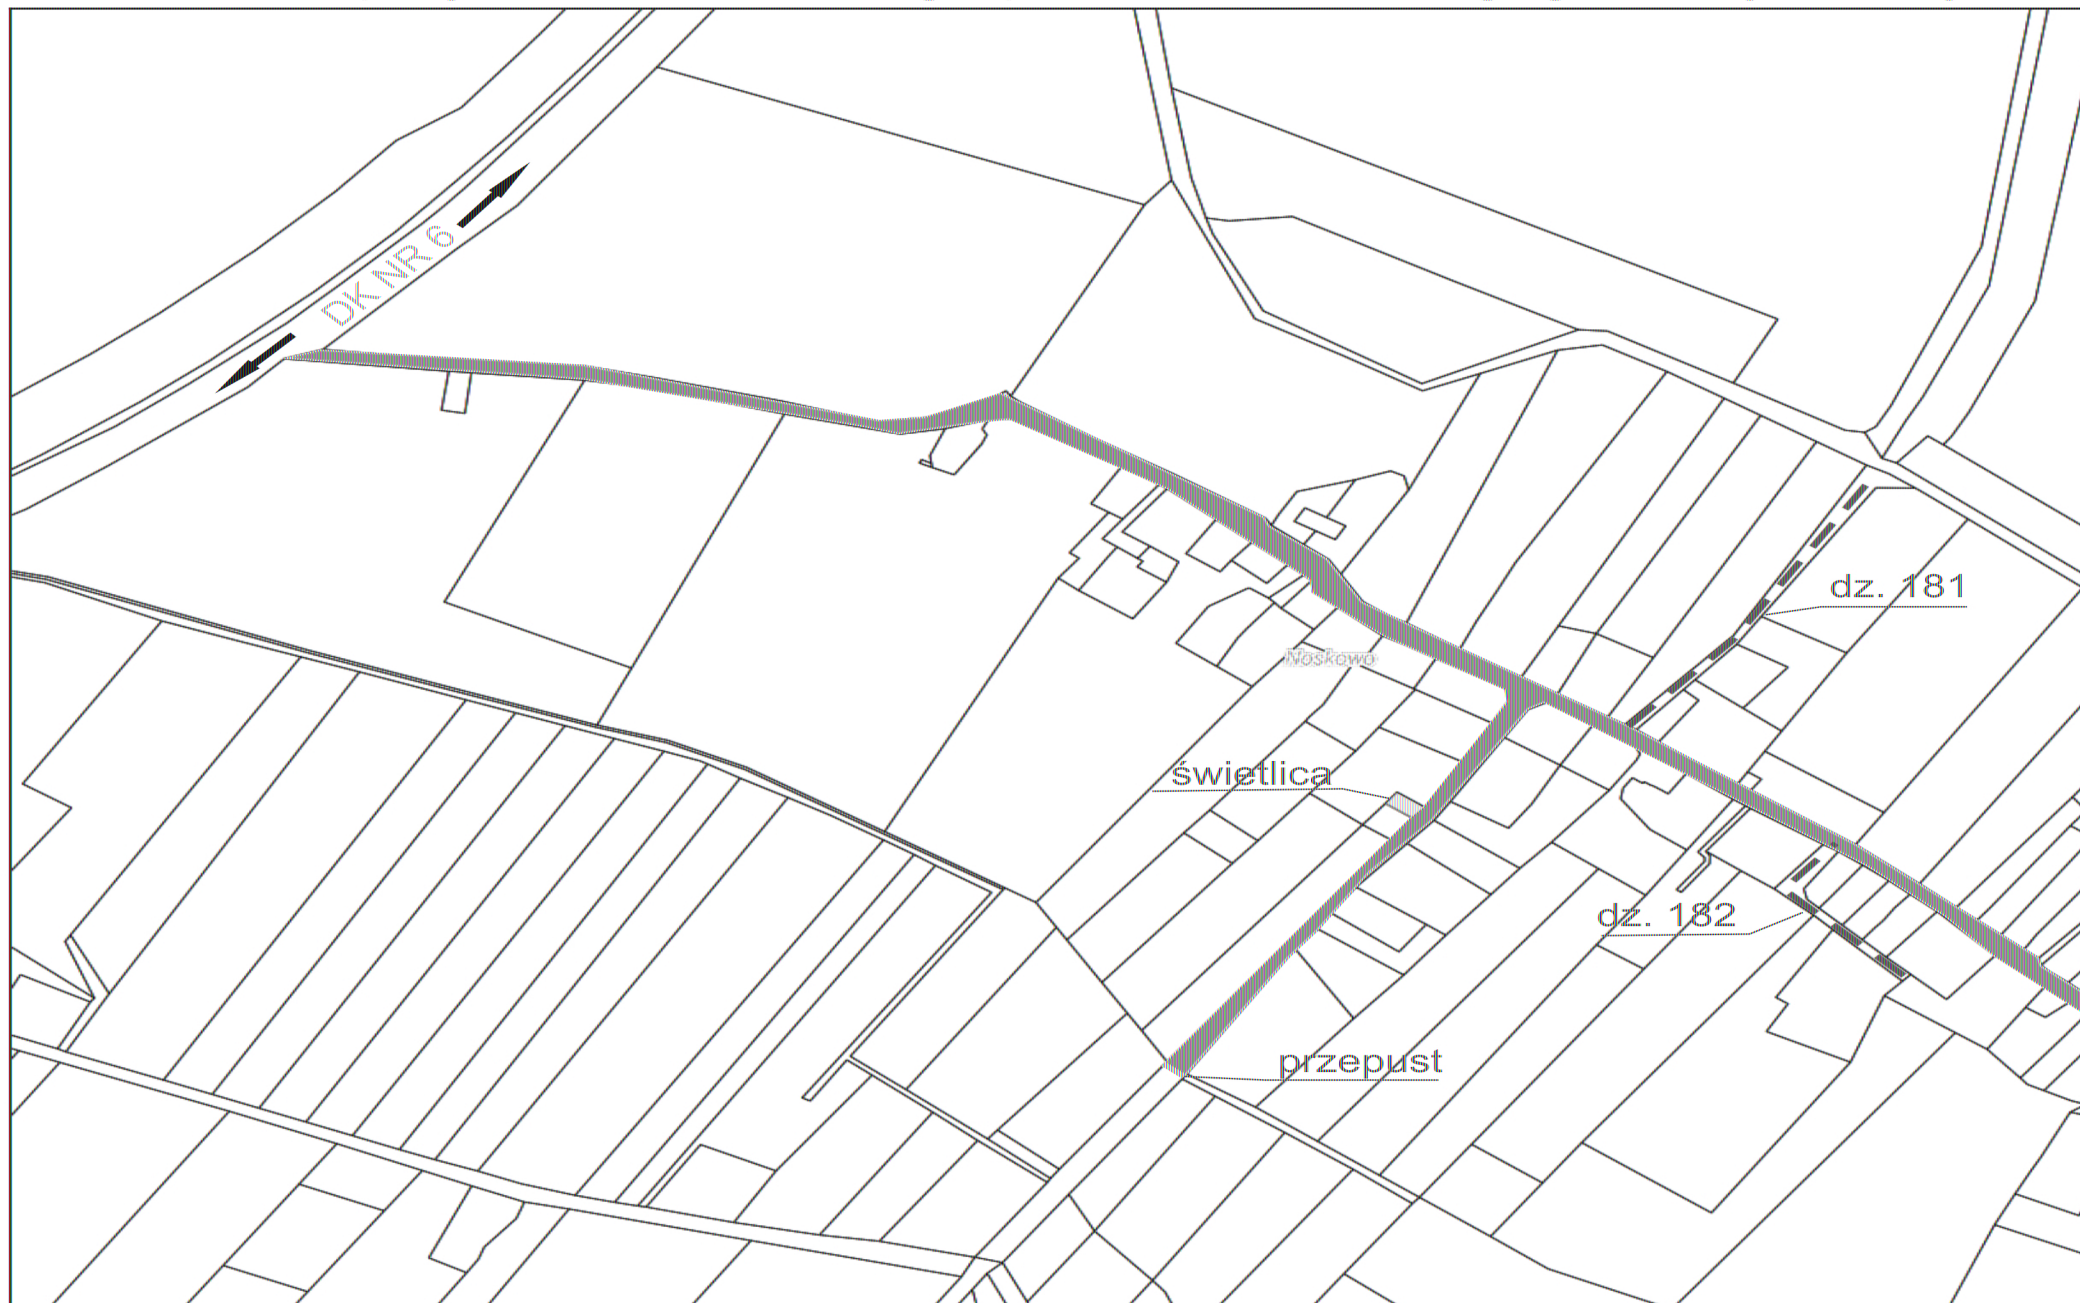 DK NR 6
dz. 181
Noskowo
świetlica
dz. 182
przepust